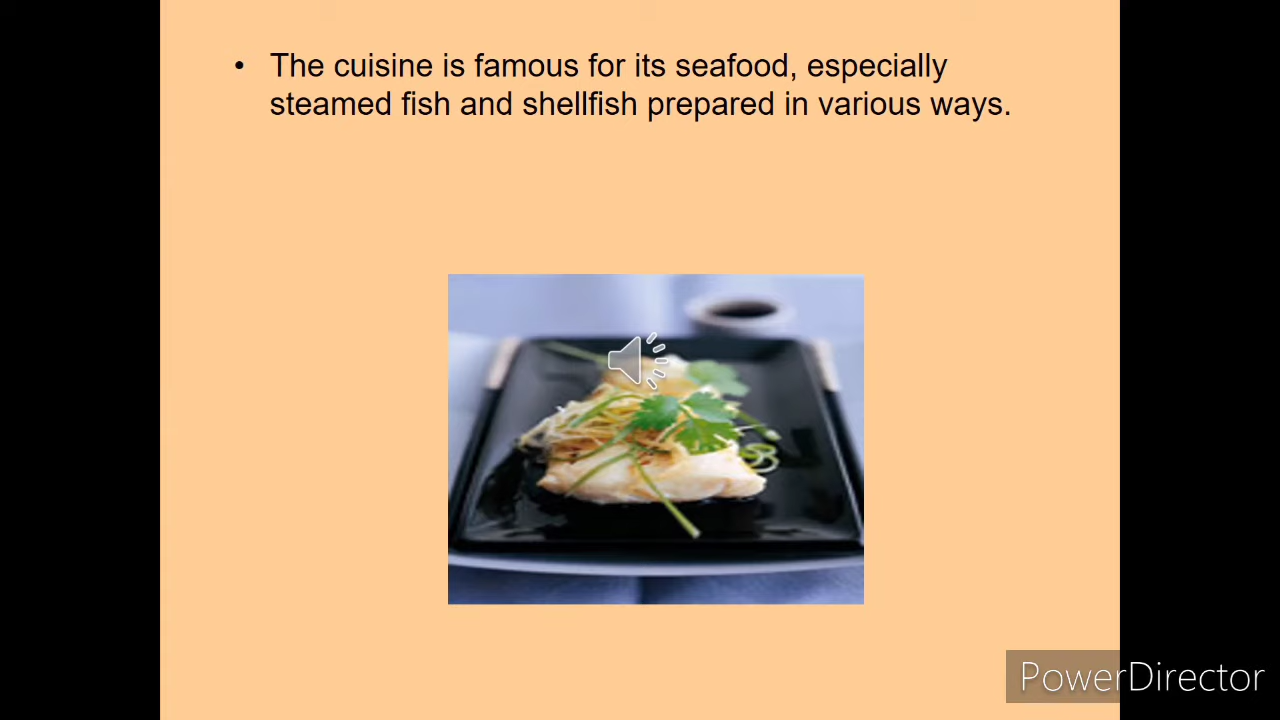 • The cuisine is famous for its seafood, especially
steamed fish and shellfish prepared in various ways.
PowerDirector